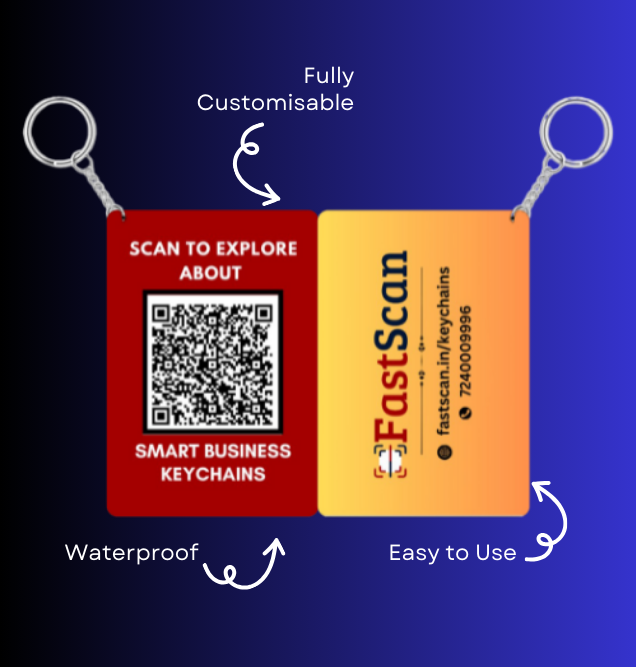 Fully
Customisable
SCAN TO EXPLORE
ABOUT
SMART BUSINESS
KEYCHAINS
FastScan
fastscan.in/keychains
7240009996
Waterproof
Easy to Use